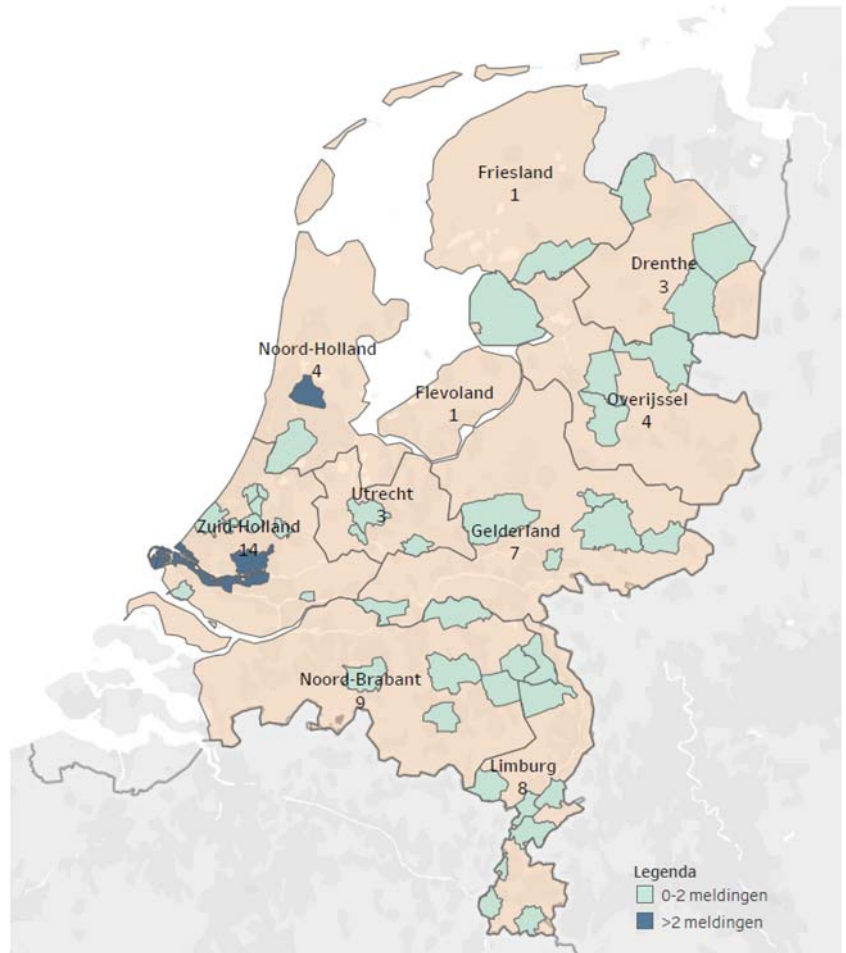 Friesland
1
Drenthe
3
Noord-Holland
4
Flevoland
1
Overijssel
4
Utrecht
3
Zuid-Holland
14
Gelderland
7
Noord-Brabant
9
Limburg
8
Legenda
0-2 meldingen
>2 meldingen